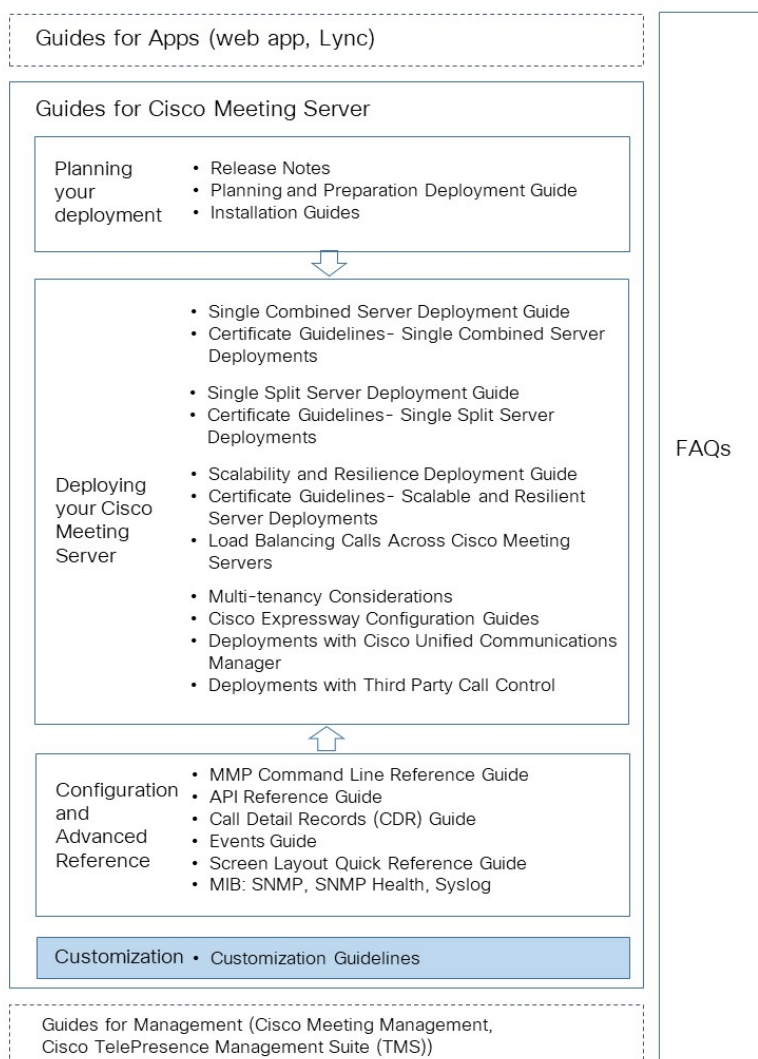 Guides for Apps (web app, Lync)
Guides for Cisco Meeting Server
Planning
your
deployment
• Release Notes
• Planning and Preparation Deployment Guide
• Installation Guides
Deploying
your Cisco
Meeting
Server
• Single Combined Server Deployment Guide
• Certificate Guidelines- Single Combined Server
Deployments
• Single Split Server Deployment Guide
• Certificate Guidelines- Single Split Server
Deployments
• Scalability and Resilience Deployment Guide
• Certificate Guidelines- Scalable and Resilient
Server Deployments
• Load Balancing Calls Across Cisco Meeting
Servers
• Multi-tenancy Considerations
• Cisco Expressway Configuration Guides
• Deployments with Cisco Unified Communications
Manager
• Deployments with Third Party Call Control
Configuration
and
Advanced
Reference
• MMP Command Line Reference Guide
• API Reference Guide
• Call Detail Records (CDR) Guide
• Events Guide
• Screen Layout Quick Reference Guide
• MIB: SNMP, SNMP Health, Syslog
Customization • Customization Guidelines
Guides for Management (Cisco Meeting Management,
Cisco TelePresence Management Suite (TMS))
FAQs